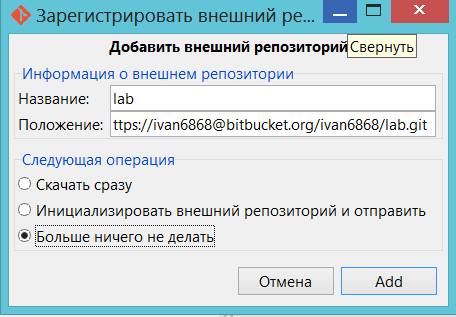 Зарегистрировать внешний ре...
Добавить внешний репозиторий
Свернуть
Информация о внешнем репозитории
Название: lab
Положение: ttps://ivan6868@bitbucket.org/ivan6868/lab.git
Следующая операция
Скачать сразу
Инициализировать внешний репозиторий и отправить
Больше ничего не делать
Отмена Add